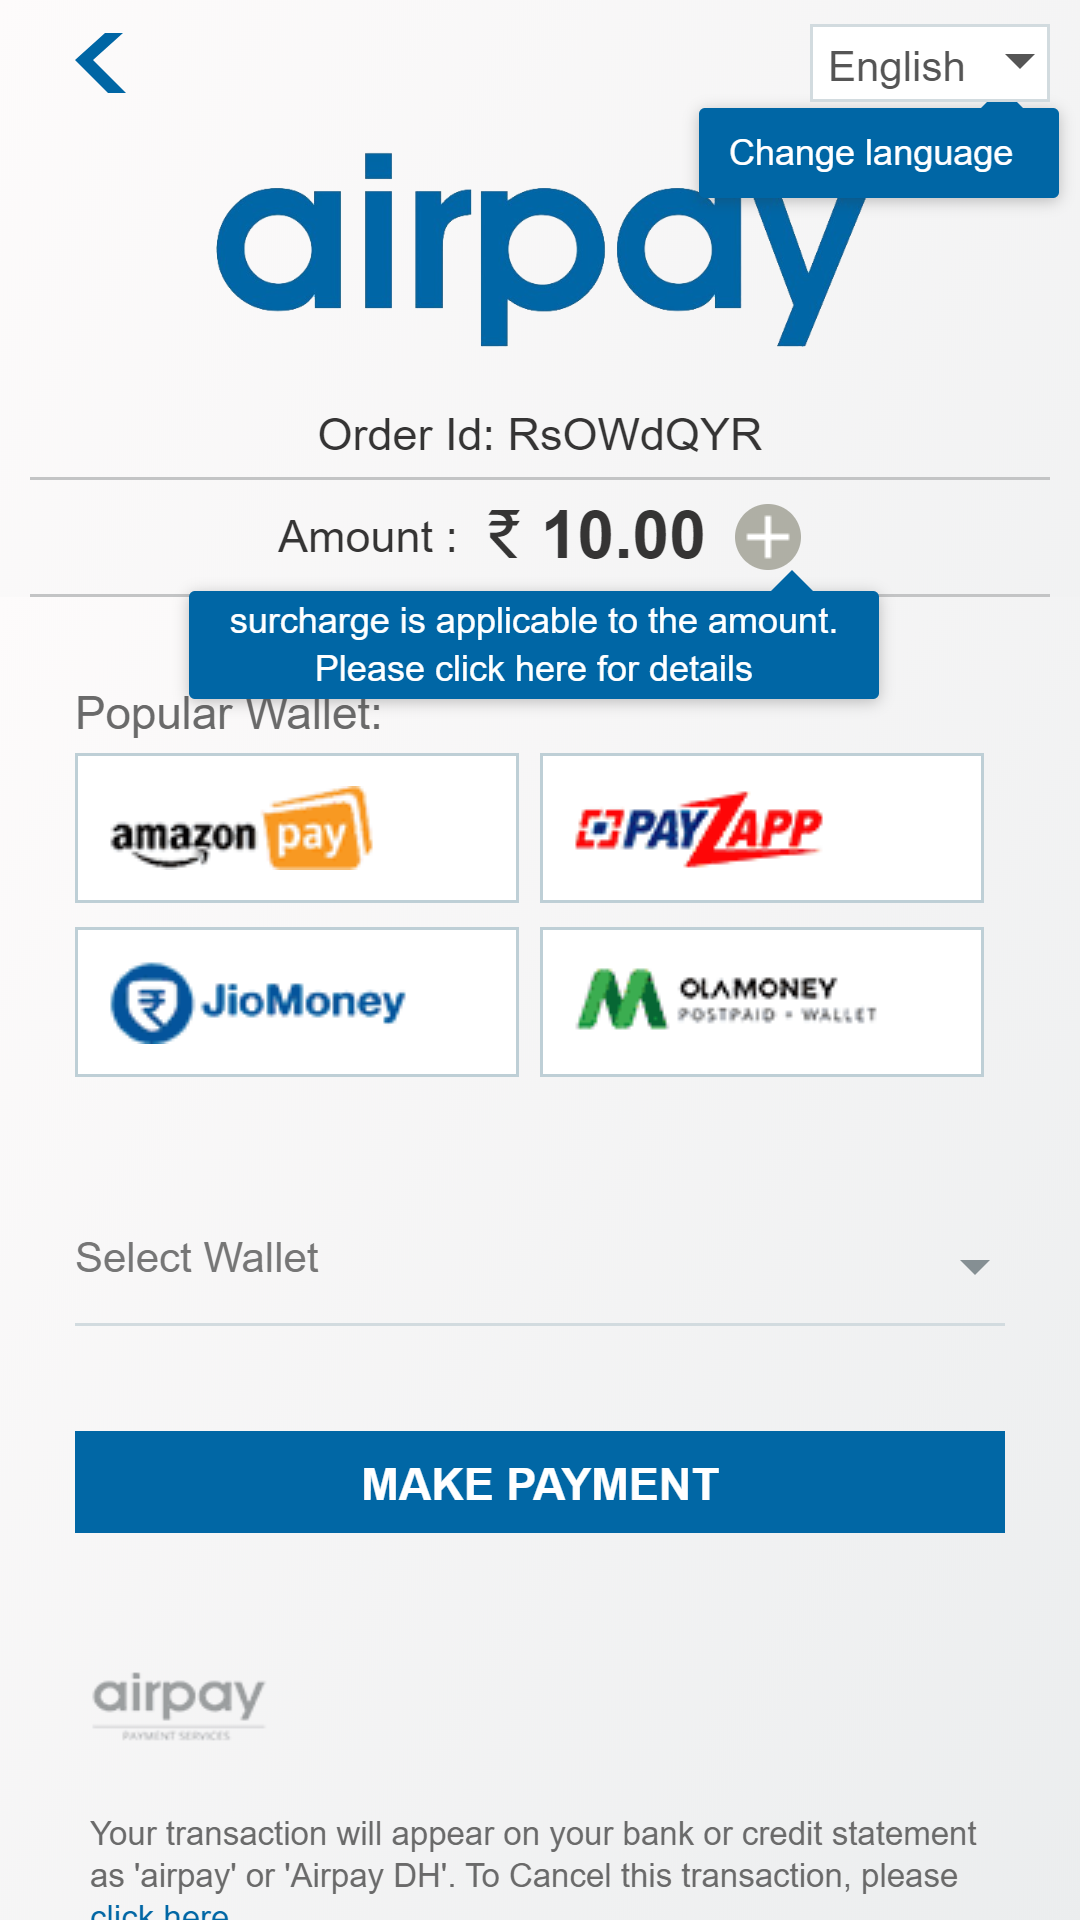 English
Change language
airpay
Order Id: RsOWdQYR
Amount : ₹ 10.00
surcharge is applicable to the amount.
Please click here for details
Popular Wallet:
amazon pay
PAYZAPP
JioMoney
OLAMONEY
POSTPAID • WALLET
Select Wallet
MAKE PAYMENT
airpay
PAYMENT SERVICES
Your transaction will appear on your bank or credit statement
as 'airpay' or 'Airpay DH'. To Cancel this transaction, please
click here